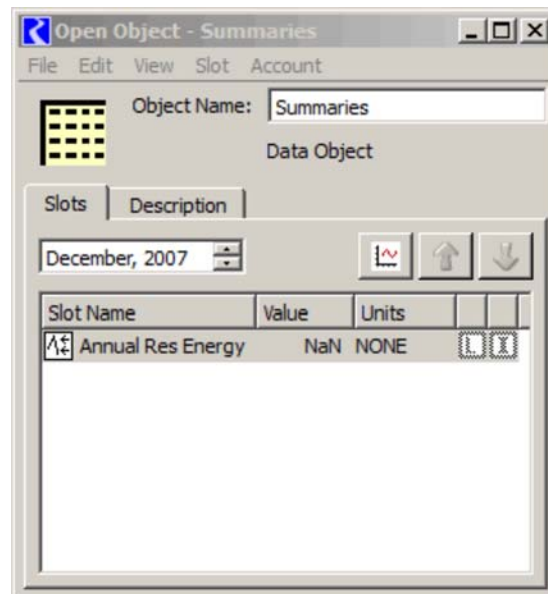 Open Object - Summaries
File Edit View Slot Account
Object Name: Summaries
Data Object
Slots Description
December, 2007
Slot Name Value Units
Annual Res Energy NaN NONE L I